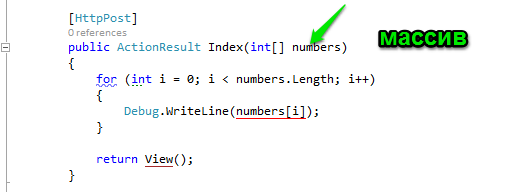 [HttpPost]
0 references
public ActionResult Index(int[] numbers)
{
for (int i = 0; i < numbers.Length; i++)
{
Debug.WriteLine(numbers[i]);
}
return View();
}
массив